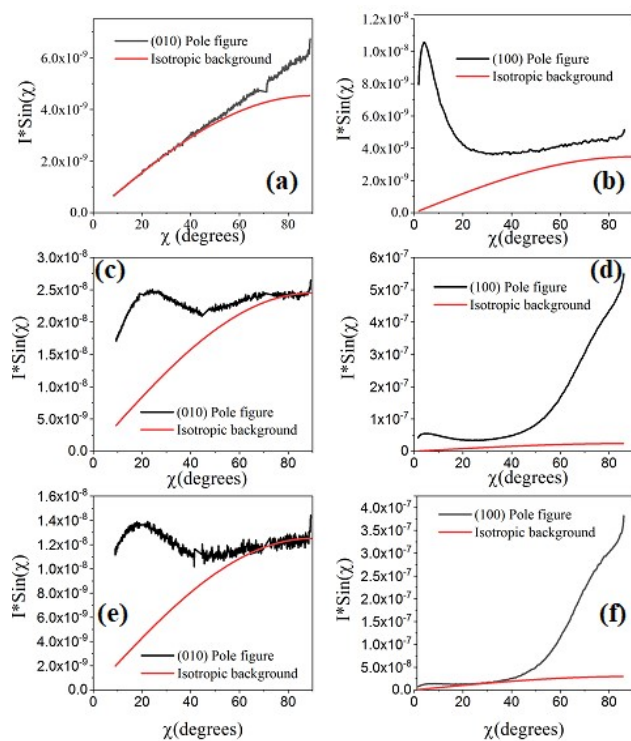 I*Sin(χ)
6.0x10⁻⁹
4.0x10⁻⁹
2.0x10⁻⁹
0.0
(010) Pole figure
Isotropic background
(a)
0 20 40 60 80
χ (degrees)
I*Sin(χ)
1.0x10⁻⁸
8.0x10⁻⁹
6.0x10⁻⁹
4.0x10⁻⁹
2.0x10⁻⁹
0.0
(100) Pole figure
Isotropic background
(b)
0 20 40 60 80
χ(degrees)
(c)
I*Sin(χ)
3.0x10⁻⁸
2.5x10⁻⁸
2.0x10⁻⁸
1.5x10⁻⁸
1.0x10⁻⁸
5.0x10⁻⁹
0.0
(010) Pole figure
Isotropic background
0 20 40 60 80
(d)
I*Sin(χ)
6x10⁻⁷
5x10⁻⁷
4x10⁻⁷
3x10⁻⁷
2x10⁻⁷
1x10⁻⁷
0
(100) Pole figure
Isotropic background
0 20 40 60 80
I*Sin(χ)
1.6x10⁻⁸
1.4x10⁻⁸
1.2x10⁻⁸
1.0x10⁻⁸
8.0x10⁻⁹
6.0x10⁻⁹
4.0x10⁻⁹
2.0x10⁻⁹
0.0
(e)
(010) Pole figure
Isotropic background
0 20 40 60 80
χ(degrees)
I*Sin(χ)
4.0x10⁻⁷
3.5x10⁻⁷
3.0x10⁻⁷
2.5x10⁻⁷
2.0x10⁻⁷
1.5x10⁻⁷
1.0x10⁻⁷
5.0x10⁻⁸
0.0
(100) Pole figure
Isotropic background
(f)
0 20 40 60 80
χ(degrees)